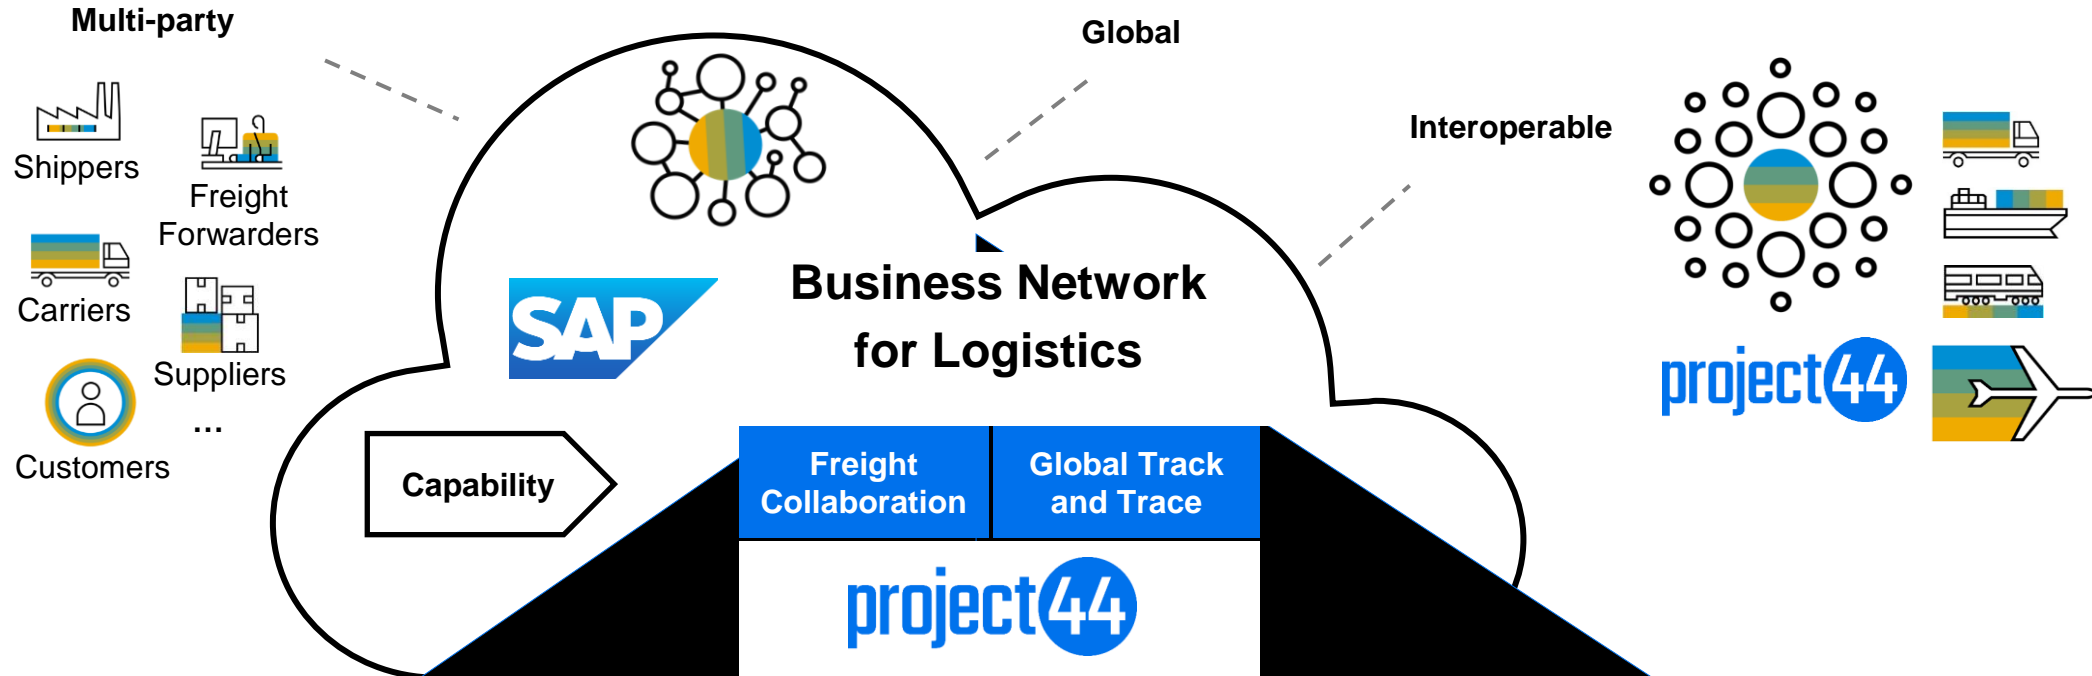 Multi-party
Shippers
Freight
Forwarders
Carriers
Suppliers
...
Customers
Global
Interoperable
SAP
Business Network
for Logistics
Capability
Freight
Collaboration
Global Track
and Trace
project44
project44